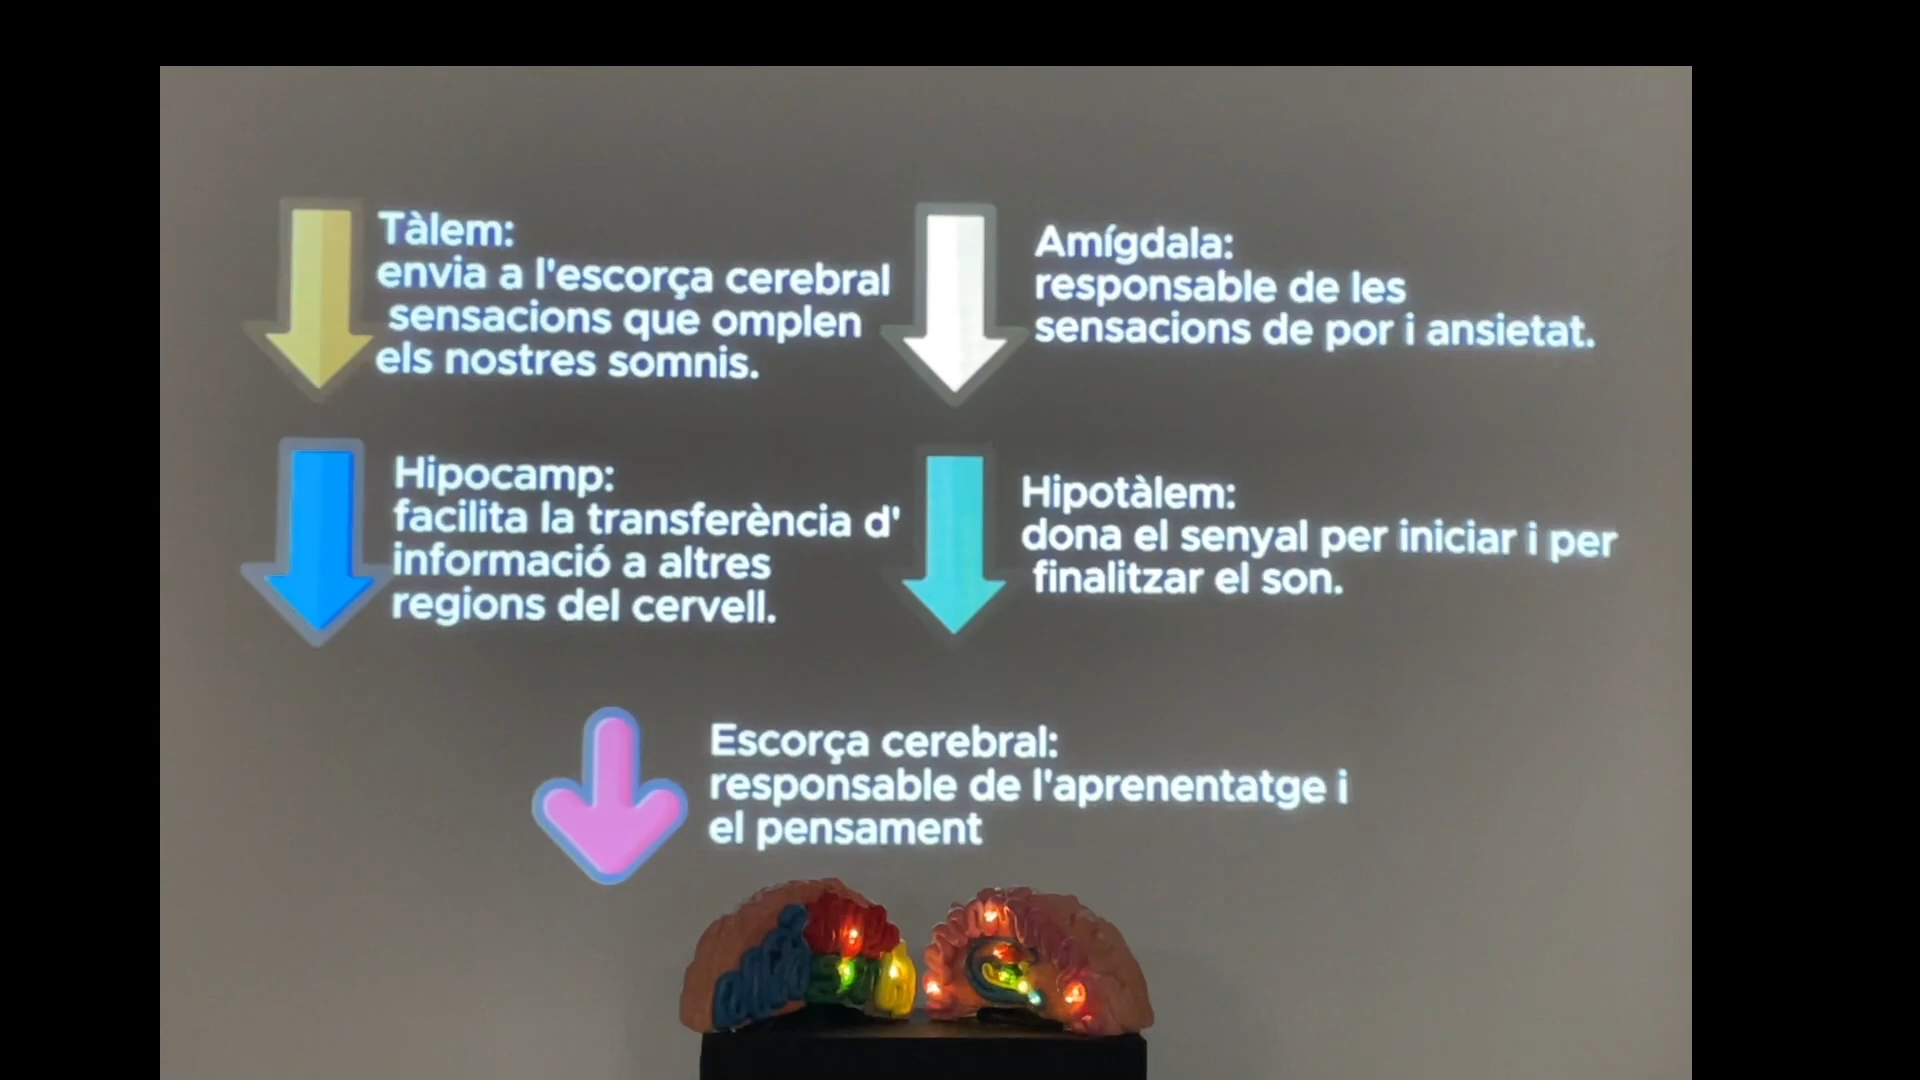 Tàlem:
envia a l'escorça cerebral
sensacions que omplen
els nostres somnis.
Amígdala:
responsable de les
sensacions de por i ansietat.
Hipocamp:
facilita la transferència d'
informació a altres
regions del cervell.
Hipotàlem:
dona el senyal per iniciar i per
finalitzar el son.
Escorça cerebral:
responsable de l'aprenentatge i
el pensament